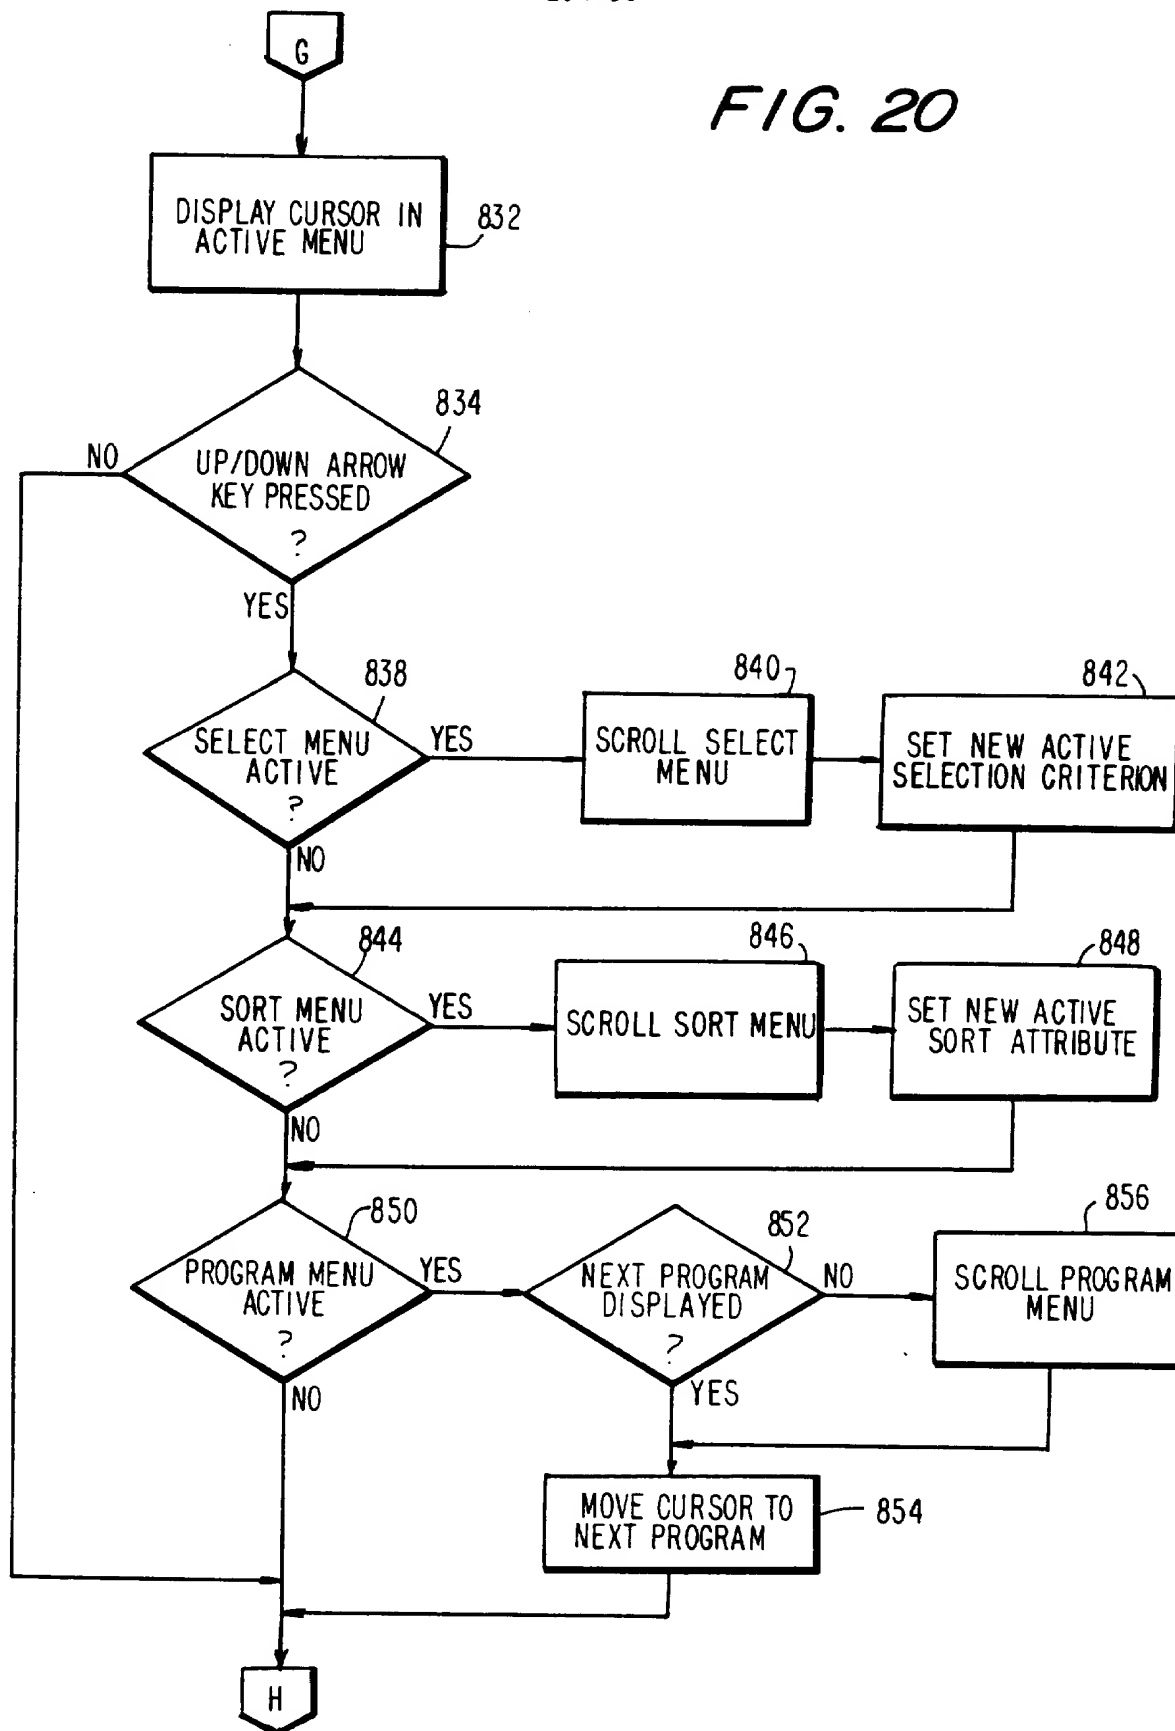 G
FIG. 20
DISPLAY CURSOR IN
ACTIVE MENU
832
834
NO
UP/DOWN ARROW
KEY PRESSED
?
YES
838
SELECT MENU
ACTIVE
?
YES
NO
840
SCROLL SELECT
MENU
842
SET NEW ACTIVE
SELECTION CRITERION
844
SORT MENU
ACTIVE
?
YES
NO
846
SCROLL SORT MENU
848
SET NEW ACTIVE
SORT ATTRIBUTE
850
PROGRAM MENU
ACTIVE
?
YES
NO
852
NEXT PROGRAM
DISPLAYED
?
NO
YES
856
SCROLL PROGRAM
MENU
MOVE CURSOR TO
NEXT PROGRAM
854
H